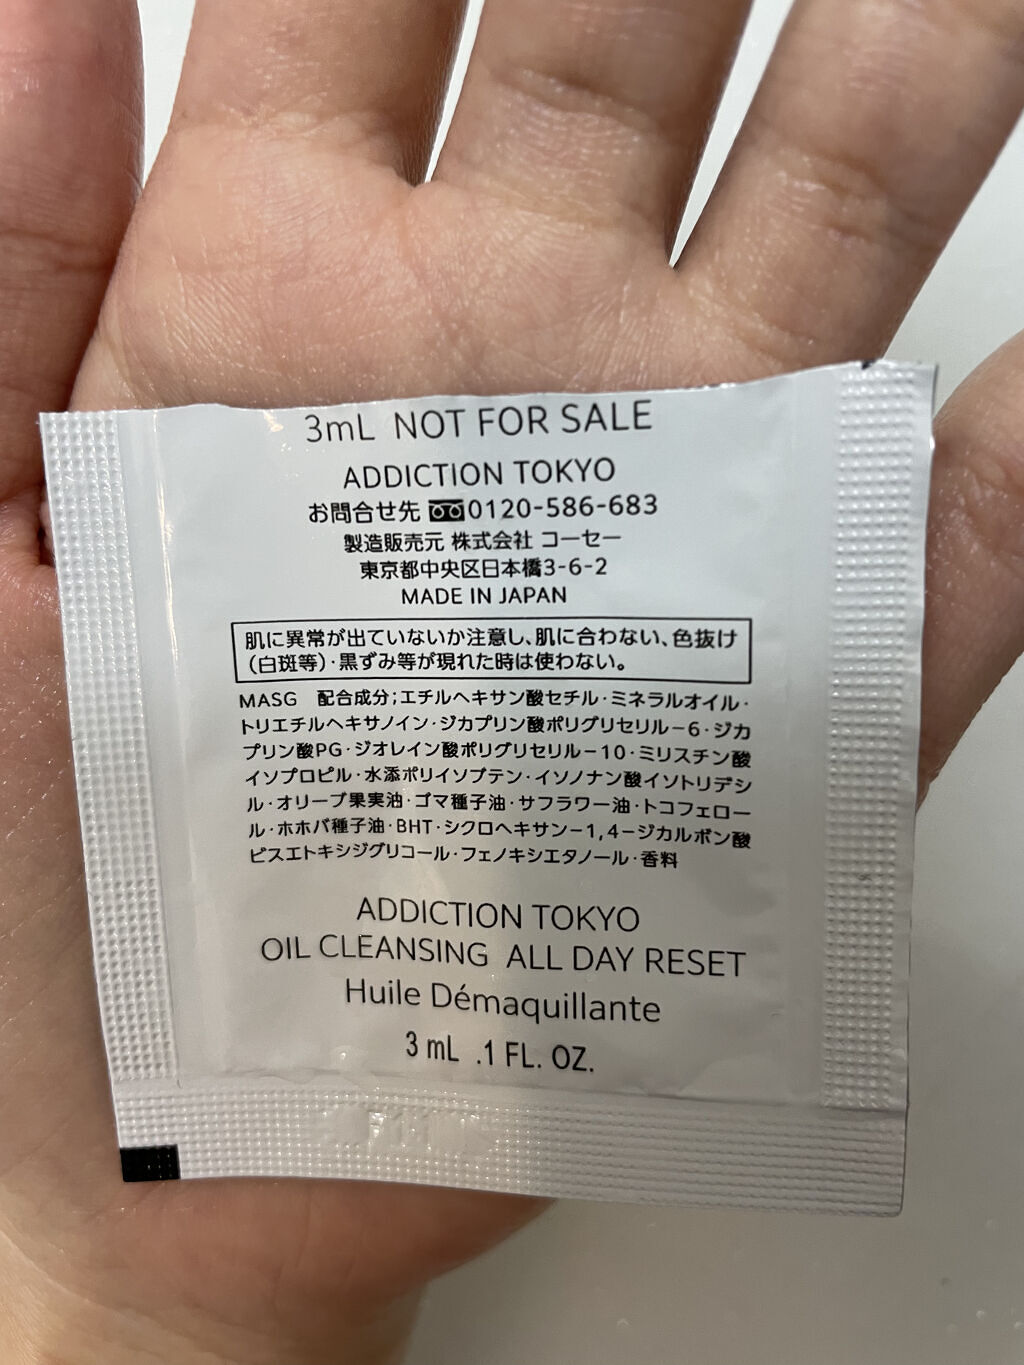 3mL NOT FOR SALE
ADDICTION TOKYO
お問合せ先 0120-586-683
製造販売元 株式会社 コーセー
東京都中央区日本橋3-6-2
MADE IN JAPAN
肌に異常が出ていないか注意し、肌に合わない、色抜け
(白斑等)・黒ずみ等が現れた時は使わない。
MASG 配合成分;エチルヘキサン酸セチル・ミネラルオイル・
トリエチルヘキサノイン・ジカプリン酸ポリグリセリル-6・ジカ
プリン酸PG・ジオレイン酸ポリグリセリル-10・ミリスチン酸
イソプロピル・水添ポリイソブテン・イソノナン酸イソトリデシ
ル・オリーブ果実油・ゴマ種子油・サフラワー油・トコフェロー
ル・ホホバ種子油・BHT・シクロヘキサン-1,4-ジカルボン酸
ビスエトキシジグリコール・フェノキシエタノール・香料
ADDICTION TOKYO
OIL CLEANSING ALL DAY RESET
Huile Démaquillante
3 mL .1 FL. OZ.